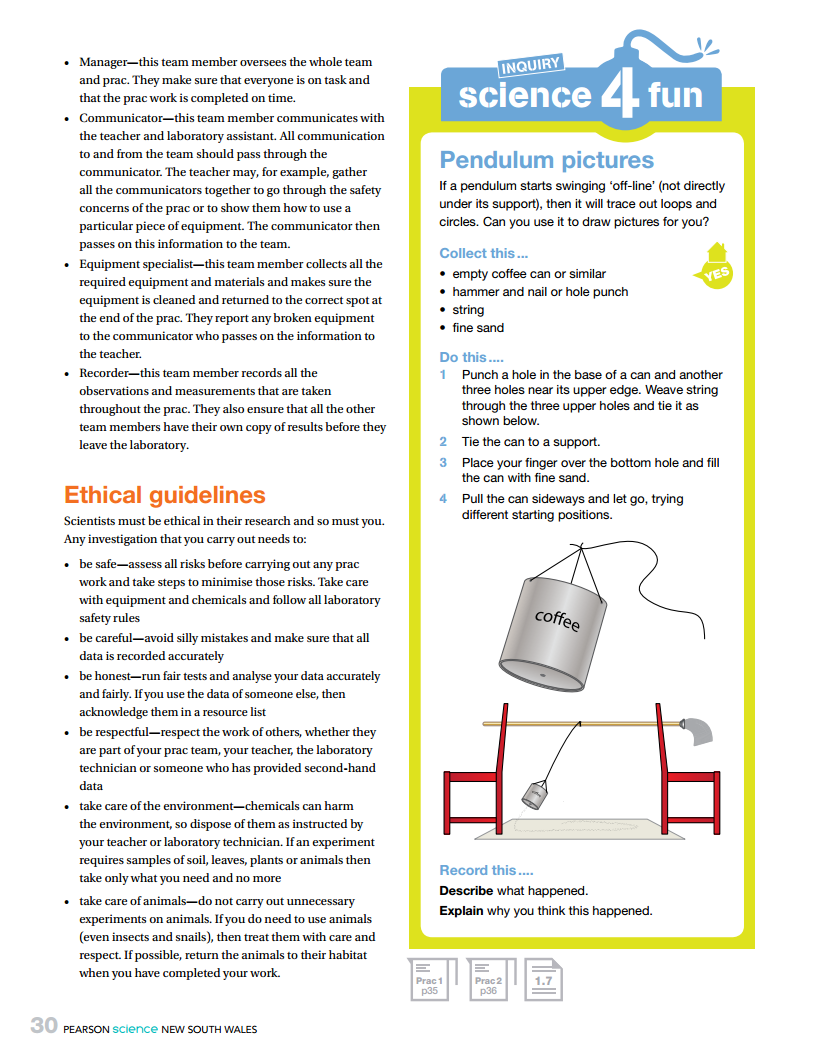 • Manager—this team member oversees the whole team
and prac. They make sure that everyone is on task and
that the prac work is completed on time.
• Communicator—this team member communicates with
the teacher and laboratory assistant. All communication
to and from the team should pass through the
communicator. The teacher may, for example, gather
all the communicators together to go through the safety
concerns of the prac or to show them how to use a
particular piece of equipment. The communicator then
passes on this information to the team.
• Equipment specialist—this team member collects all the
required equipment and materials and makes sure the
equipment is cleaned and returned to the correct spot at
the end of the prac. They report any broken equipment
to the communicator who passes on the information to
the teacher.
• Recorder—this team member records all the
observations and measurements that are taken
throughout the prac. They also ensure that all the other
team members have their own copy of results before they
leave the laboratory.
Ethical guidelines
Scientists must be ethical in their research and so must you.
Any investigation that you carry out needs to:
• be safe—assess all risks before carrying out any prac
work and take steps to minimise those risks. Take care
with equipment and chemicals and follow all laboratory
safety rules
• be careful—avoid silly mistakes and make sure that all
data is recorded accurately
• be honest—run fair tests and analyse your data accurately
and fairly. If you use the data of someone else, then
acknowledge them in a resource list
• be respectful—respect the work of others, whether they
are part of your prac team, your teacher, the laboratory
technician or someone who has provided second-hand
data
• take care of the environment—chemicals can harm
the environment, so dispose of them as instructed by
your teacher or laboratory technician. If an experiment
requires samples of soil, leaves, plants or animals then
take only what you need and no more
• take care of animals—do not carry out unnecessary
experiments on animals. If you do need to use animals
(even insects and snails), then treat them with care and
respect. If possible, return the animals to their habitat
when you have completed your work.
INQUIRY
science 4 fun
Pendulum pictures
If a pendulum starts swinging ‘off-line’ (not directly
under its support), then it will trace out loops and
circles. Can you use it to draw pictures for you?
Collect this ...
• empty coffee can or similar
• hammer and nail or hole punch
• string
• fine sand
YES
Do this ....
1 Punch a hole in the base of a can and another
three holes near its upper edge. Weave string
through the three upper holes and tie it as
shown below.
2 Tie the can to a support.
3 Place your finger over the bottom hole and fill
the can with fine sand.
4 Pull the can sideways and let go, trying
different starting positions.
coffee
coffee
Record this ....
Describe what happened.
Explain why you think this happened.
Prac 1
p35
Prac 2
p36
1.7
30 PEARSON science NEW SOUTH WALES